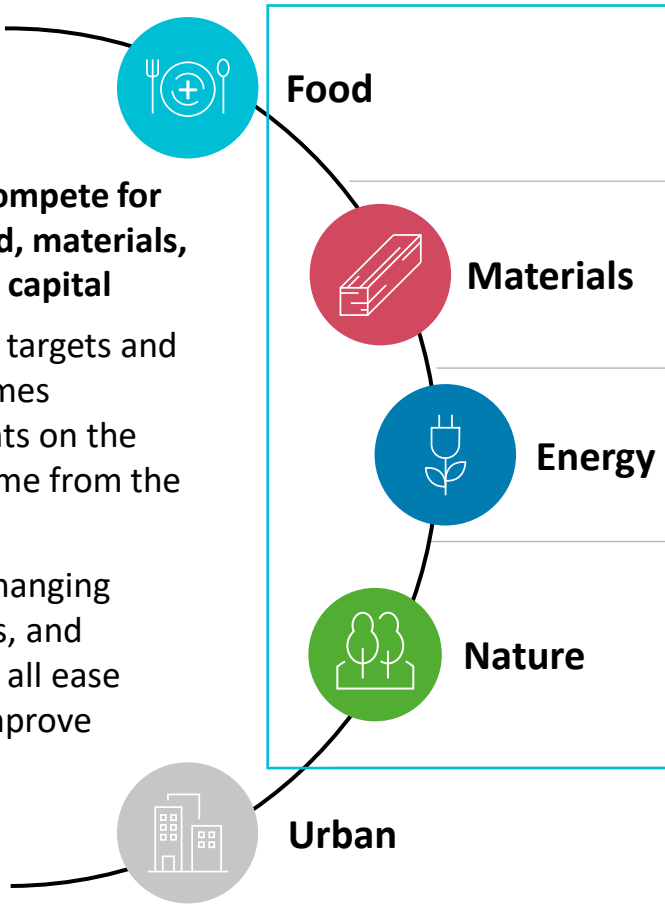 Food
ompete for
d, materials,
capital
Materials
targets and
mes
nts on the
me from the
Energy
hanging
s, and
all ease
nprove
Nature
Urban